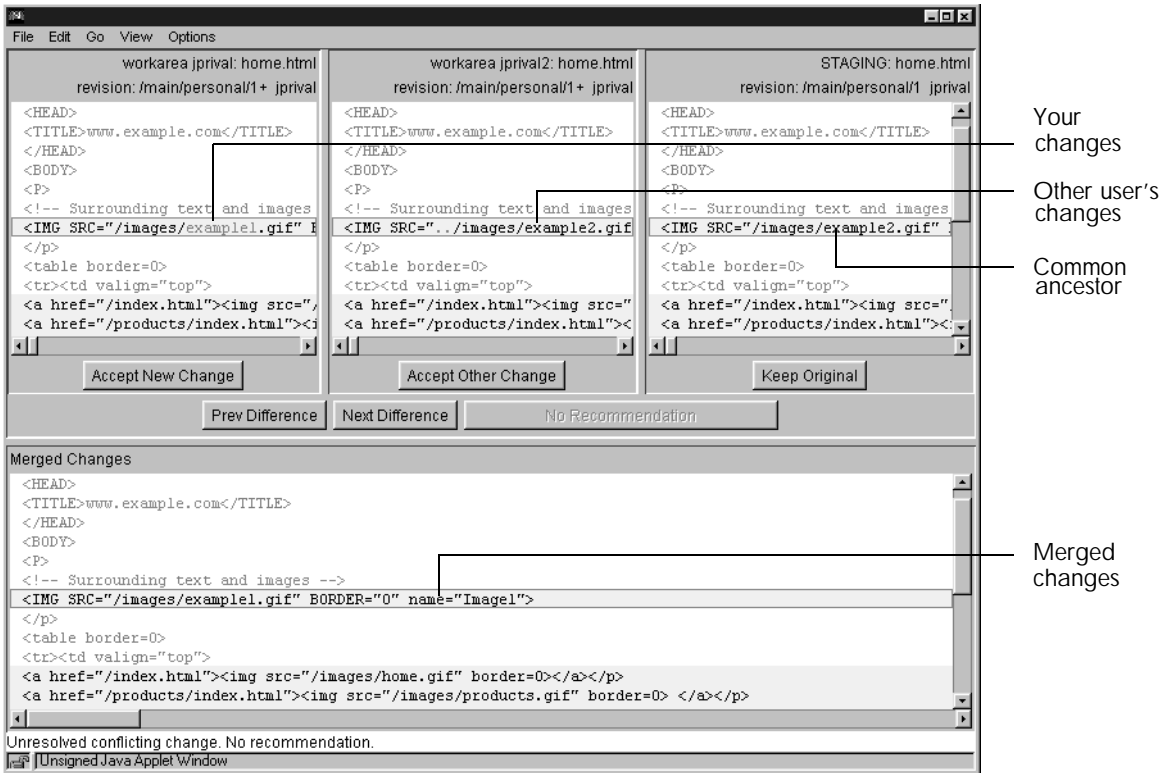 File Edit Go View Options
workarea jprival: home.html
revision: /main/personal/1+ jprival
<HEAD>
<TITLE>www.example.com</TITLE>
</HEAD>
<BODY>
<P>
<!-- Surrounding text and images
<IMG SRC="/images/example1.gif" B
</p>
<table border=0>
<tr><td valign="top">
<a href="/index.html"><img src="/
<a href="/products/index.html"><i
Accept New Change
workarea jprival2: home.html
revision: /main/personal/1+ jprival
<HEAD>
<TITLE>www.example.com</TITLE>
</HEAD>
<BODY>
<P>
<!-- Surrounding text and images
<IMG SRC="../images/example2.gif
</p>
<table border=0>
<tr><td valign="top">
<a href="/index.html"><img src="
<a href="/products/index.html"><
Accept Other Change
STAGING: home.html
revision: /main/personal/1 jprival
<HEAD>
<TITLE>www.example.com</TITLE>
</HEAD>
<BODY>
<P>
<!-- Surrounding text and images
<IMG SRC="/images/example2.gif"
</p>
<table border=0>
<tr><td valign="top">
<a href="/index.html"><img src="
<a href="/products/index.html"><
Keep Original
Your
changes
Other user's
changes
Common
ancestor
Prev Difference Next Difference No Recommendation
Merged Changes
<HEAD>
<TITLE>www.example.com</TITLE>
</HEAD>
<BODY>
<P>
<!-- Surrounding text and images -->
<IMG SRC="/images/example1.gif" BORDER="0" name="Image1">
</p>
<table border=0>
<tr><td valign="top">
<a href="/index.html"><img src="/images/home.gif" border=0></a></p>
<a href="/products/index.html"><img src="/images/products.gif" border=0> </a></p>
Merged
changes
Unresolved conflicting change. No recommendation.
Unsigned Java Applet Window